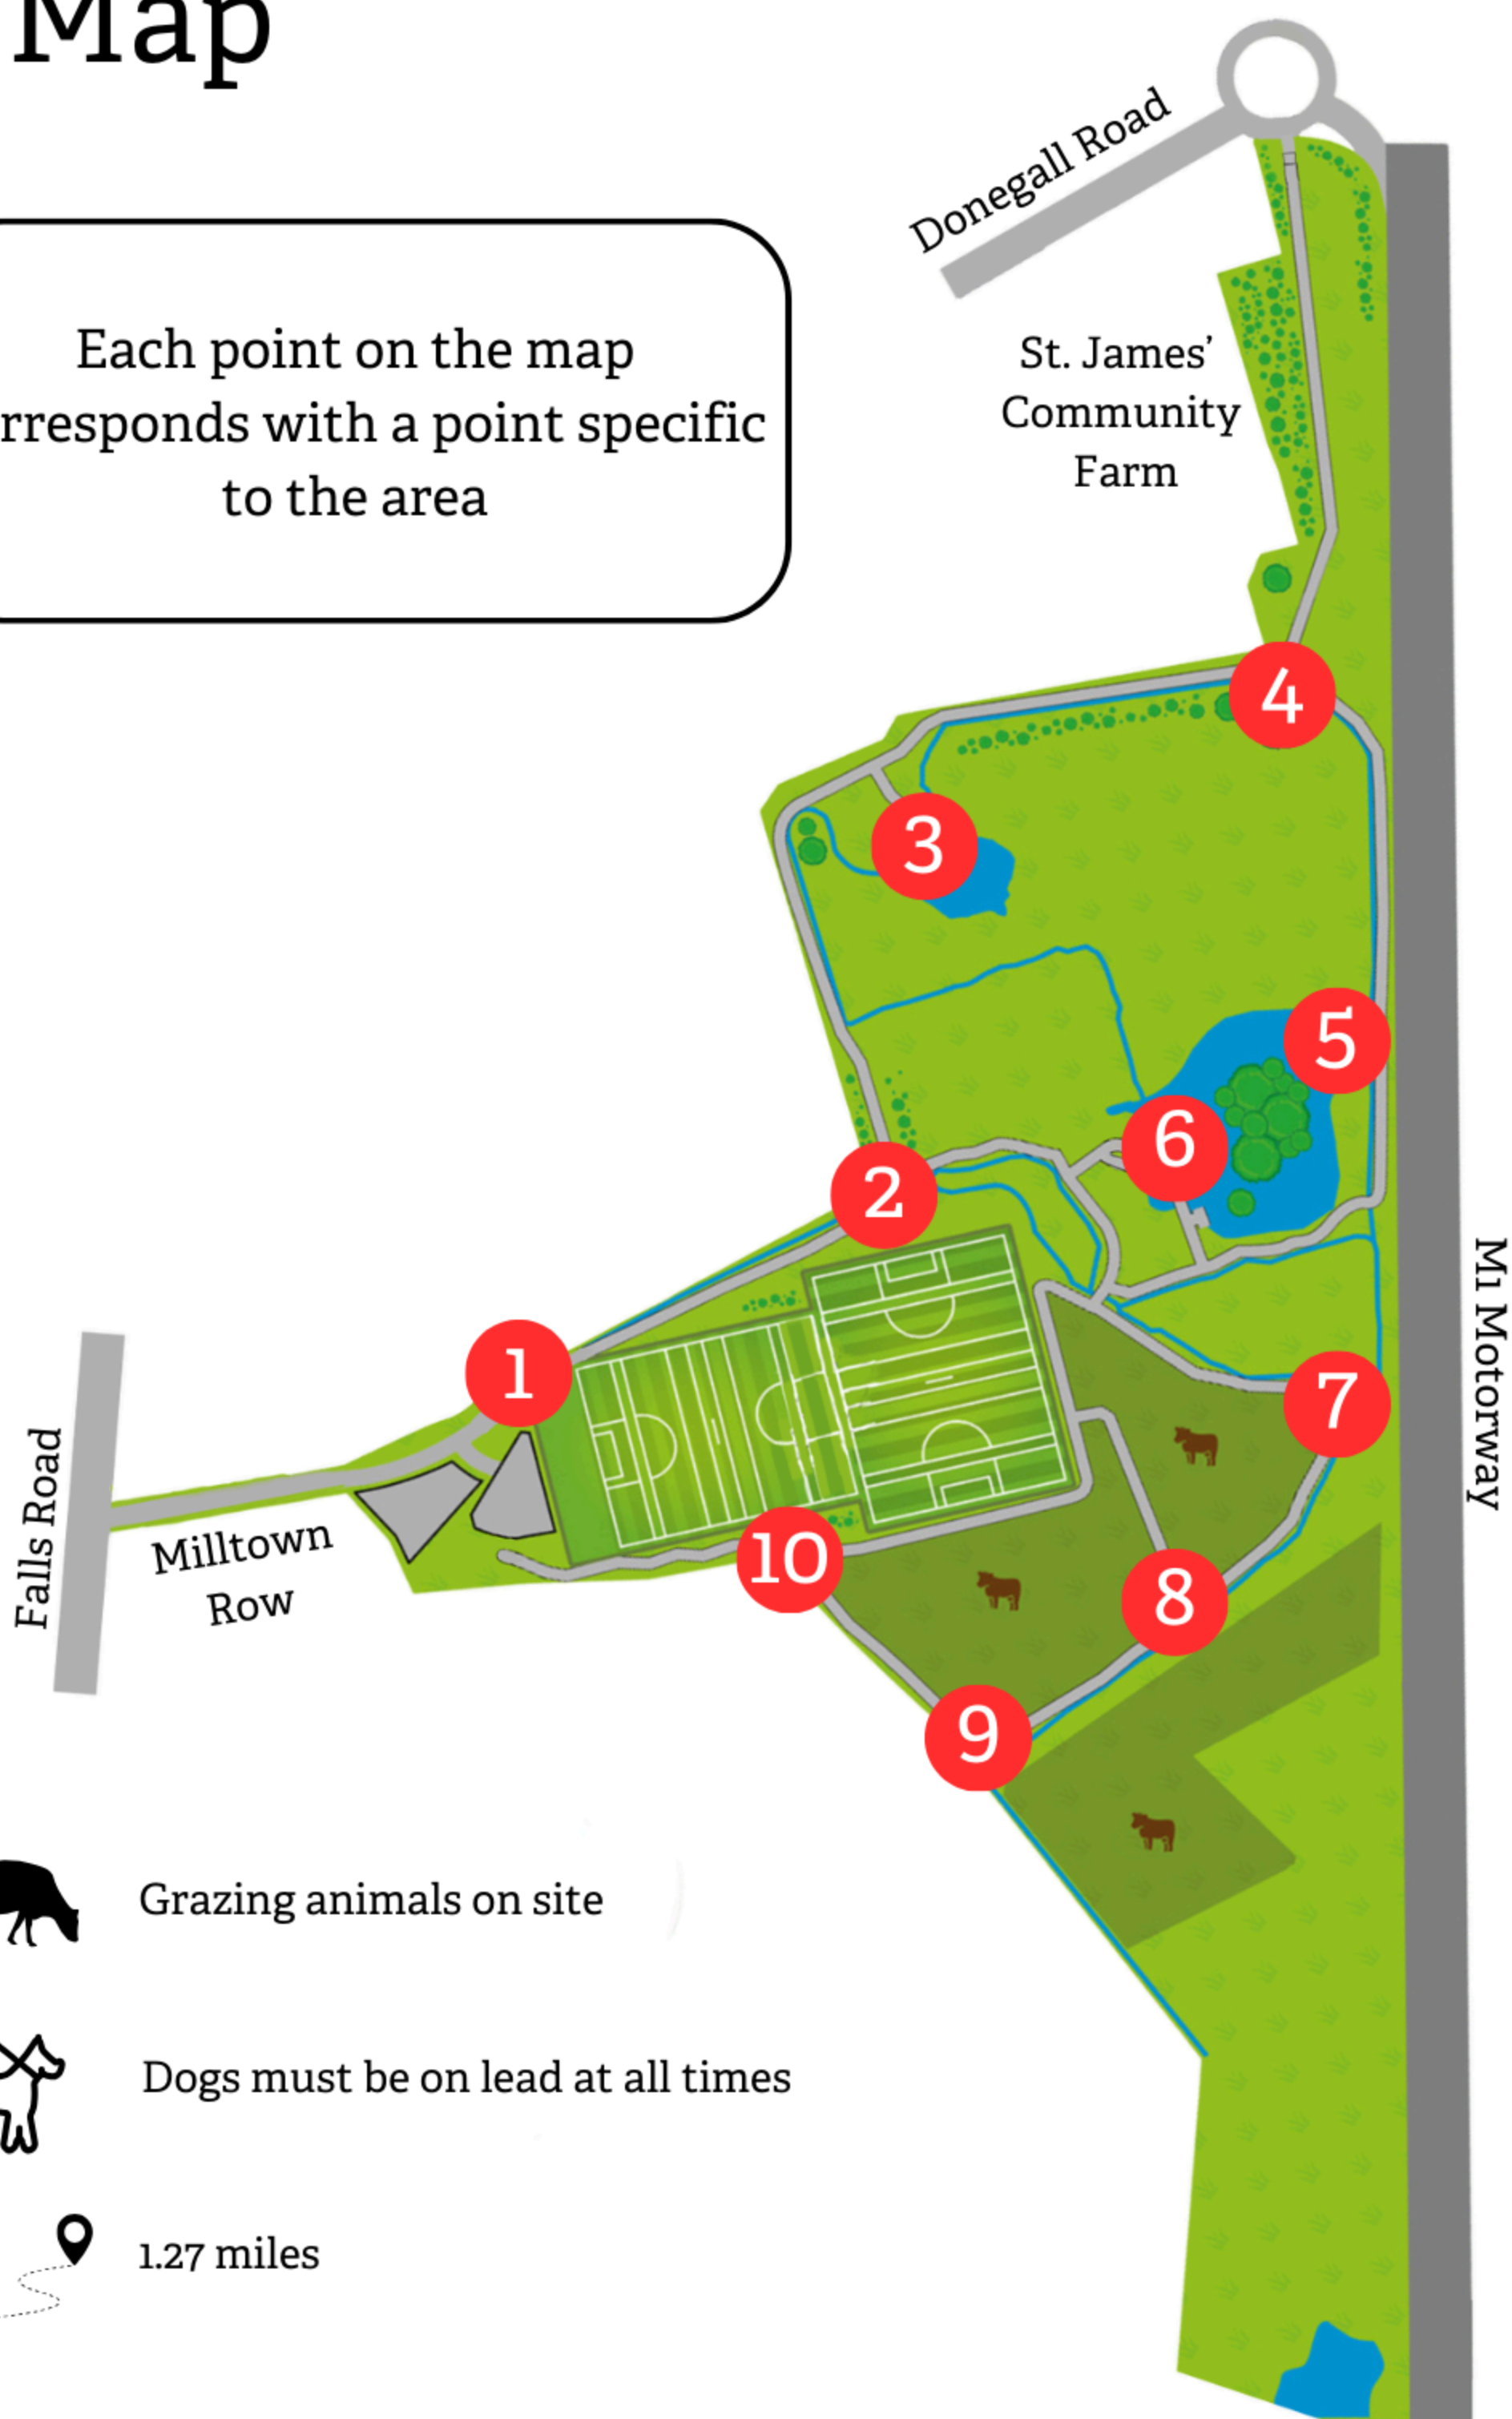 Map
Each point on the map
rresponds with a point specific
to the area
Donegall Road
St. James’
Community
Farm
4
3
5
6
2
1
7
10
8
9
Falls Road
Milltown
Row
M1 Motorway
Grazing animals on site
Dogs must be on lead at all times
1.27 miles